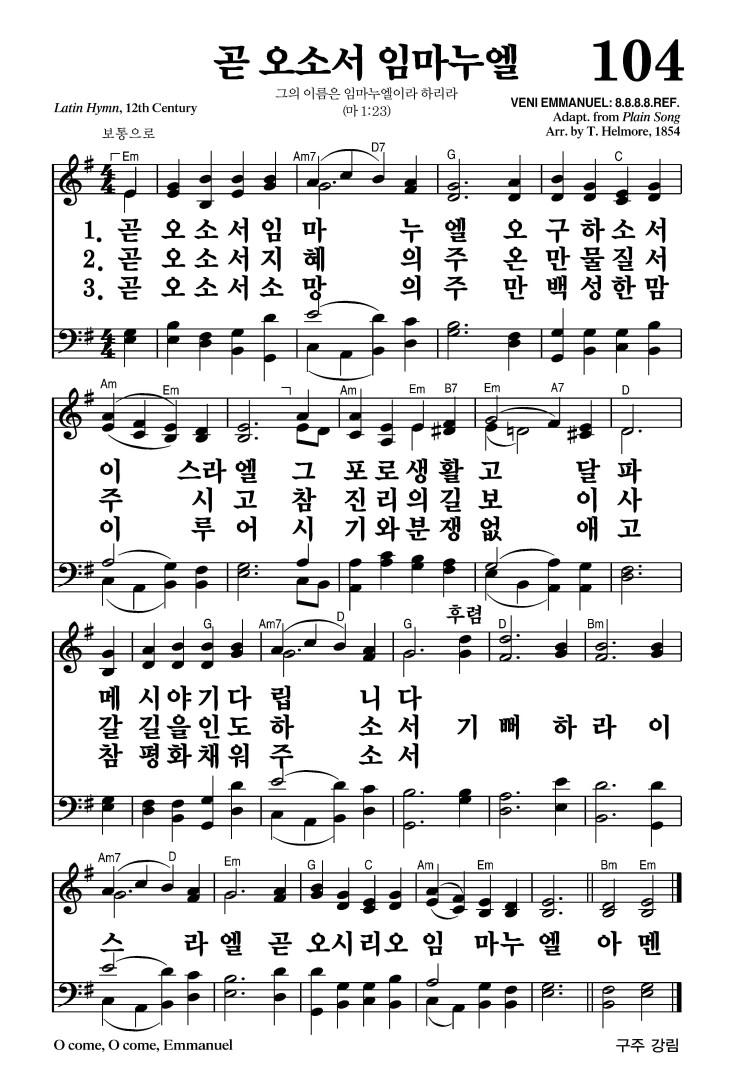 곧 오소서 임마누엘 104
그의 이름은 임마누엘이라 하리라
(마 1:23)
Latin Hymn, 12th Century
VENI EMMANUEL: 8.8.8.8.REF.
Adapt. from Plain Song
Arr. by T. Helmore, 1854
보통으로
Em Am7 D7 G C
1. 곧 오소서임 마 누 엘 오 구하소서
2. 곧 오소서지 혜 의 주 온 만물질서
3. 곧 오소서소 망 의 주 만 백성한맘
Am Em Am Em B7 Em A7 D
이 스라엘 그 포로생활고 달 파
주 시 고 참 진리의길보 이 사
이 루 어 시 기와분쟁없 애 고
후렴
G Am7 D G D Bm
메 시야기다 립 니 다
갈 길을인도 하 소 서 기 뻐 하 라 이
참 평화채워 주 소 서
Am7 D Em G C Am Em Bm Em
스 라 엘 곧 오시리오 임 마누 엘 아 멘
O come, O come, Emmanuel
구주 강림